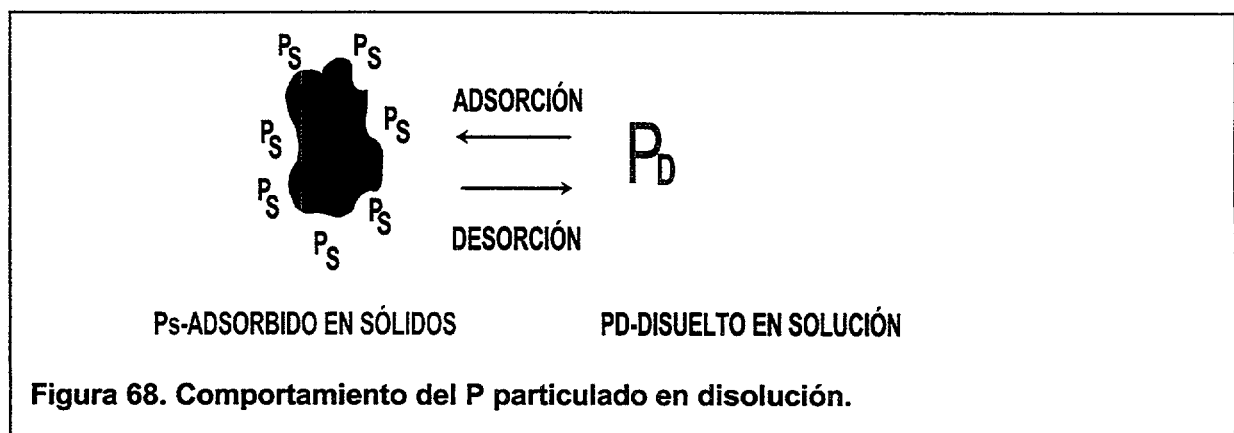 PS PS
ADSORCIÓN
PS PS
PD
PS
PS
DESORCIÓN
PS
Ps-ADSORBIDO EN SÓLIDOS PD-DISUELTO EN SOLUCIÓN
Figura 68. Comportamiento del P particulado en disolución.